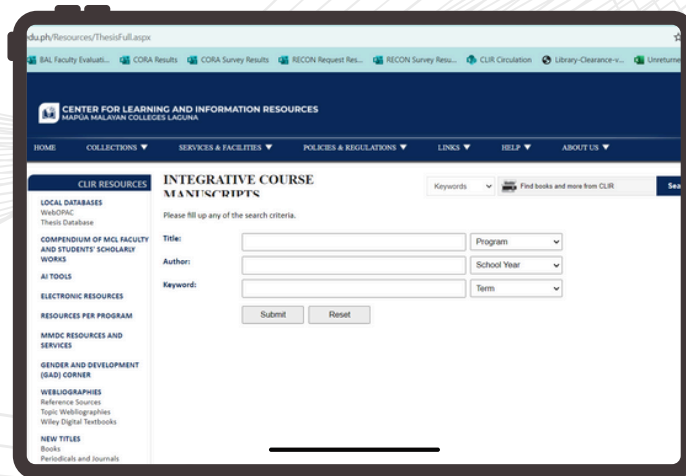 edu.ph/Resources/ThesisFull.aspx
BAL Faculty Evaluati... CORA Results CORA Survey Results RECON Request Res... RECON Survey Resu... CLIR Circulation Library-Clearance-v... Unreturne
CENTER FOR LEARNING AND INFORMATION RESOURCES
MAPÚA MALAYAN COLLEGES LAGUNA
HOME COLLECTIONS ▼ SERVICES & FACILITIES ▼ POLICIES & REGULATIONS ▼ LINKS ▼ HELP ▼ ABOUT US ▼
CLIR RESOURCES
LOCAL DATABASES
WebOPAC
Thesis Database
COMPENDIUM OF MCL FACULTY
AND STUDENTS' SCHOLARLY
WORKS
AI TOOLS
ELECTRONIC RESOURCES
RESOURCES PER PROGRAM
MMDC RESOURCES AND
SERVICES
GENDER AND DEVELOPMENT
(GAD) CORNER
WEBLIOGRAPHIES
Reference Sources
Topic Webliographies
Wiley Digital Textbooks
NEW TITLES
Books
Periodicals and Journals
INTEGRATIVE COURSE
MANUSCRIPTS
Keywords Find books and more from CLIR Sea
Please fill up any of the search criteria.
Title: Program
Author: School Year
Keyword: Term
Submit Reset